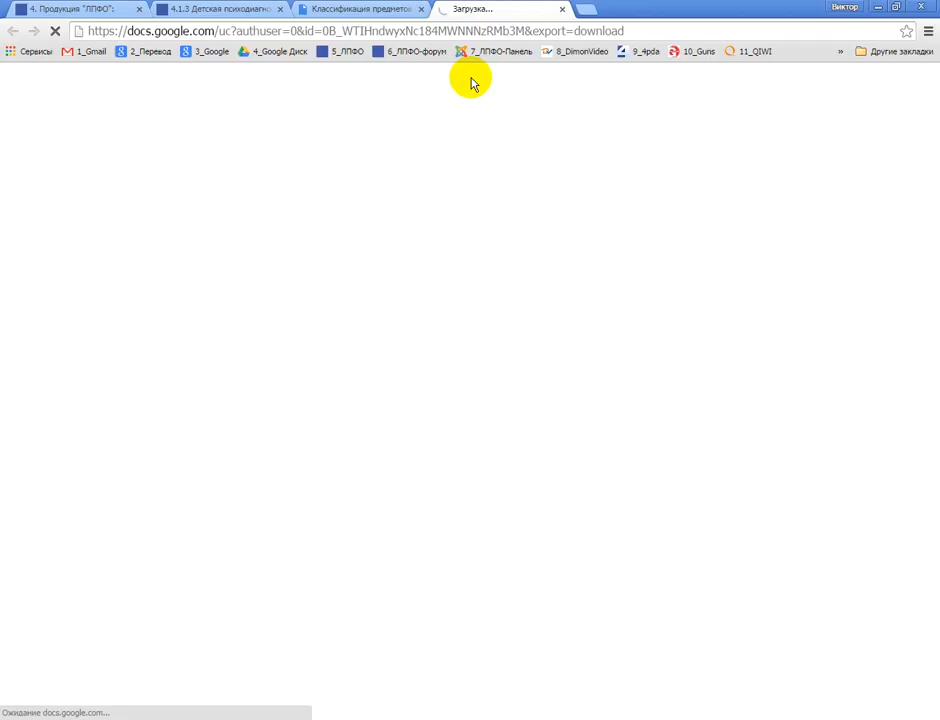 4. Продукция "ЛПФО":
4.1.3 Детская психодиагно
Классификация предметов
Загрузка...
Виктор
https://docs.google.com/uc?authuser=0&id=0B_WTIHndwyxNc184MWNNNzRMb3M&export=download
Сервисы 1_Gmail 2_Перевод 3_Google 4_Google Диск 5_ЛПФО 6_ЛПФО-форум 7_ЛПФО-Панель 8_DimonVideo 9_4pda 10_Guns 11_QIWI » Другие закладки
Ожидание docs.google.com...